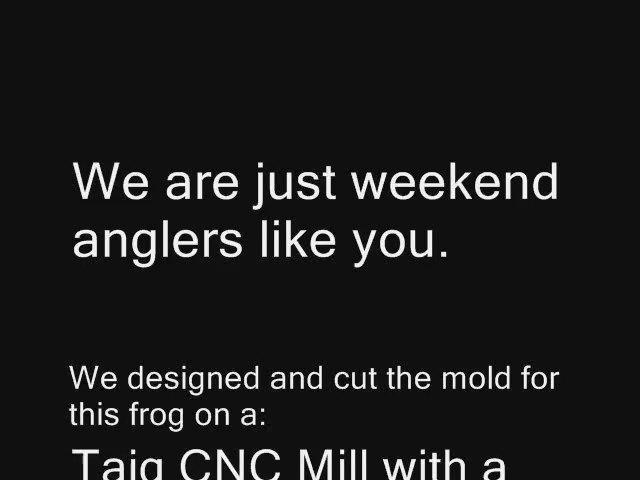 We are just weekend
anglers like you.
We designed and cut the mold for
this frog on a:
Taig CNC Mill with a